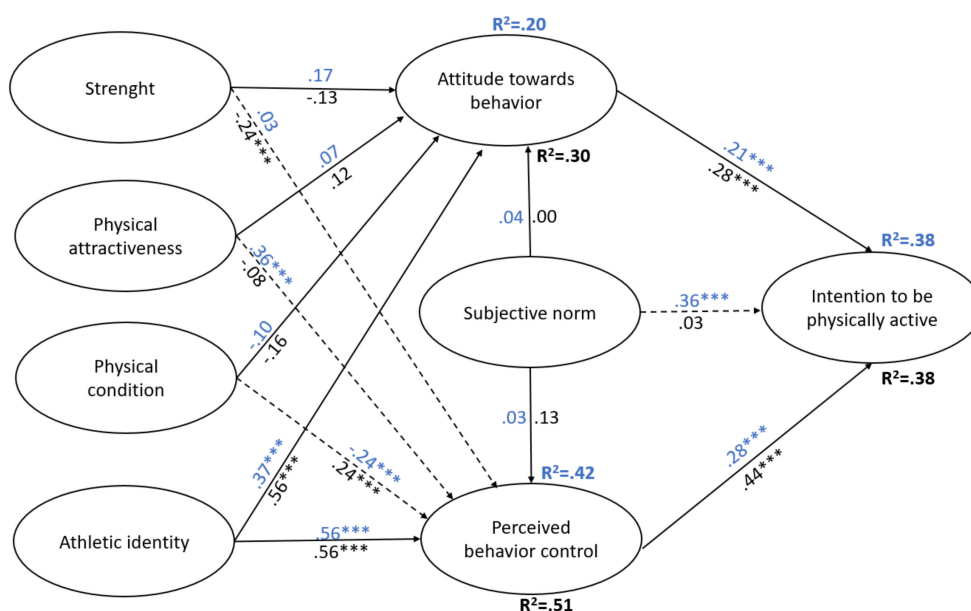 R²=.20
Strenght
.17
-.13
Attitude towards
behavior
R²=.30
.03
-.24***
.07
.12
.21***
.28***
Physical
attractiveness
.36***
-.08
.04 .00
R²=.38
Subjective norm
.36***
.03
Intention to be
physically active
R²=.38
-.10
-.16
Physical
condition
.03 .13
.37***
.56***
-.24***
.24***
R²=.42
.28***
.44***
Athletic identity
.56***
.56***
Perceived
behavior control
R²=.51